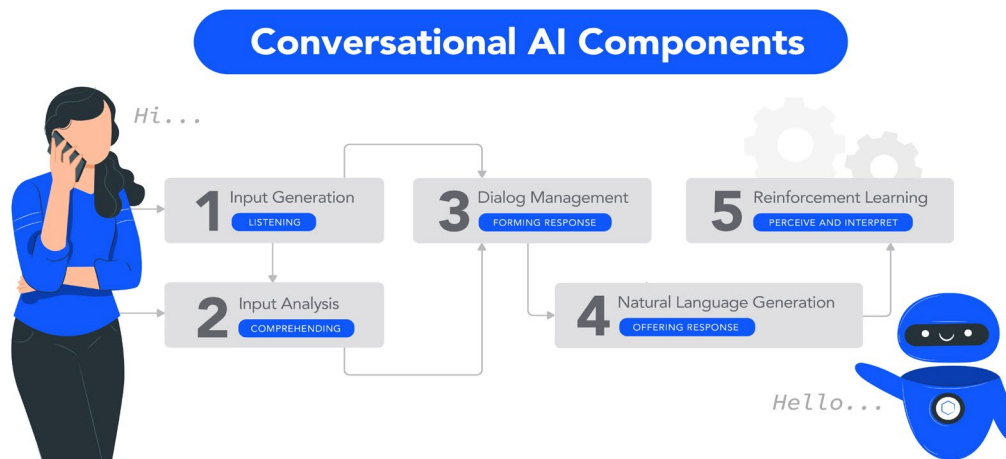 Conversational AI Components
Hi...
1
Input Generation
LISTENING
2
Input Analysis
COMPREHENDING
3
Dialog Management
FORMING RESPONSE
4
Natural Language Generation
OFFERING RESPONSE
5
Reinforcement Learning
PERCEIVE AND INTERPRET
Hello...